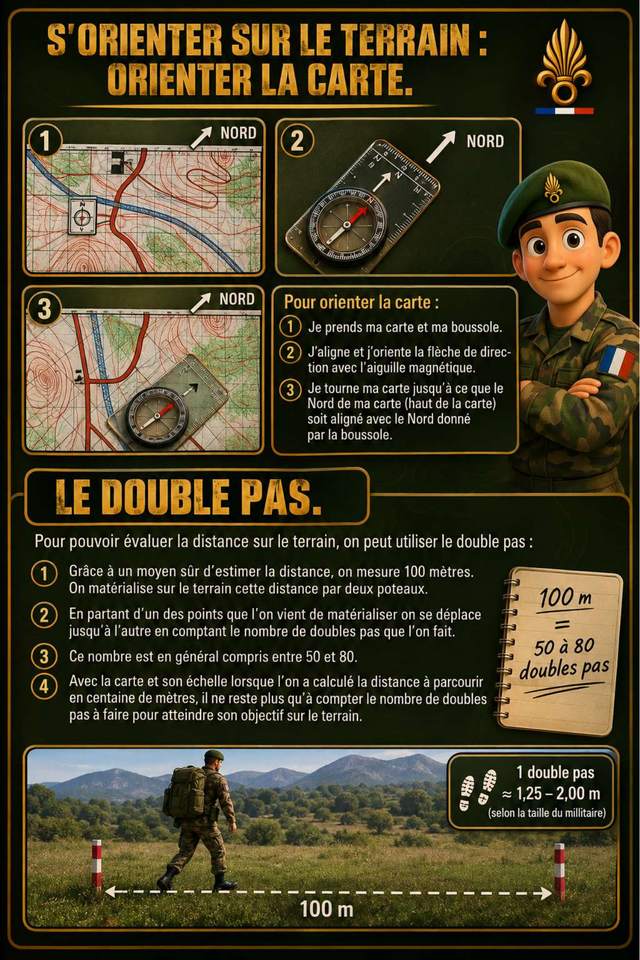 S'ORIENTER SUR LE TERRAIN :
ORIENTER LA CARTE.
1
NORD
2
NORD
N
3
NORD
Pour orienter la carte :
1 Je prends ma carte et ma boussole.
2 J'aligne et j'oriente la flèche de direc-
tion avec l'aiguille magnétique.
3 Je tourne ma carte jusqu'à ce que le
Nord de ma carte (haut de la carte)
soit aligné avec le Nord donné
par la boussole.
LE DOUBLE PAS.
Pour pouvoir évaluer la distance sur le terrain, on peut utiliser le double pas :
1 Grâce à un moyen sûr d'estimer la distance, on mesure 100 mètres.
On matérialise sur le terrain cette distance par deux poteaux.
2 En partant d'un des points que l'on vient de matérialiser on se déplace
jusqu'à l'autre en comptant le nombre de doubles pas que l'on fait.
3 Ce nombre est en général compris entre 50 et 80.
4 Avec la carte et son échelle lorsque l'on a calculé la distance à parcourir
en centaine de mètres, il ne reste plus qu'à compter le nombre de doubles
pas à faire pour atteindre son objectif sur le terrain.
100 m
=
50 à 80
doubles pas
1 double pas
≈ 1,25 – 2,00 m
(selon la taille du millitaire)
100 m